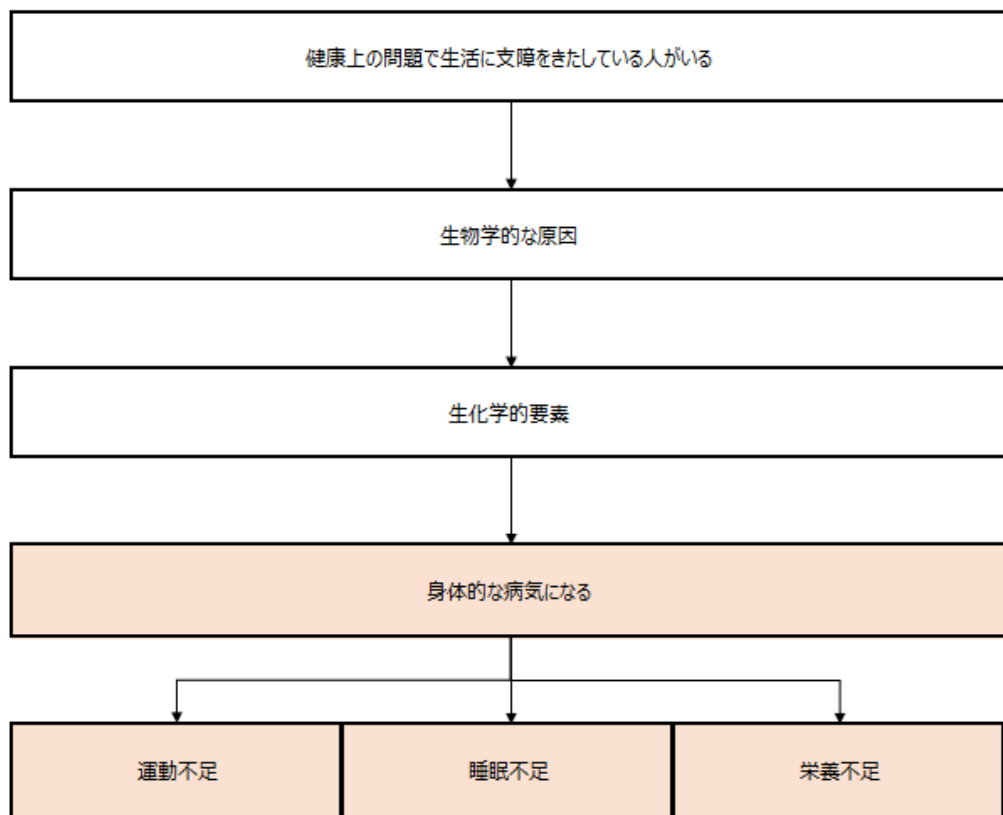 健康上の問題で生活に支障をきたしている人がいる
生物学的な原因
生化学的要素
身体的な病気になる
運動不足
睡眠不足
栄義不足